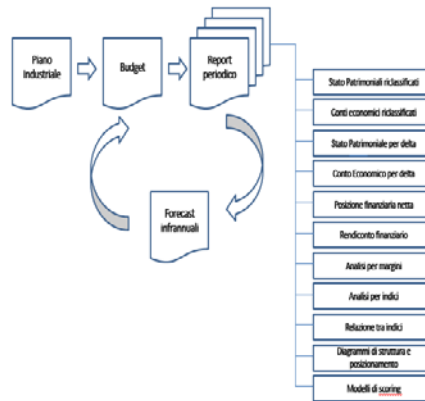 Piano
Industriale
Budget
Report
periodico
Forecast
infrannuali
Stato Patrimoniali riclassificati
Conti economici riclassificati
Stato Patrimoniale per delta
Conto Economico per delta
Posizione finanziaria netta
Rendiconto finanziario
Analisi per margini
Analisi per indici
Relazione tra indici
Diagrammi di struttura e
posizionamento
Modelli di scoring